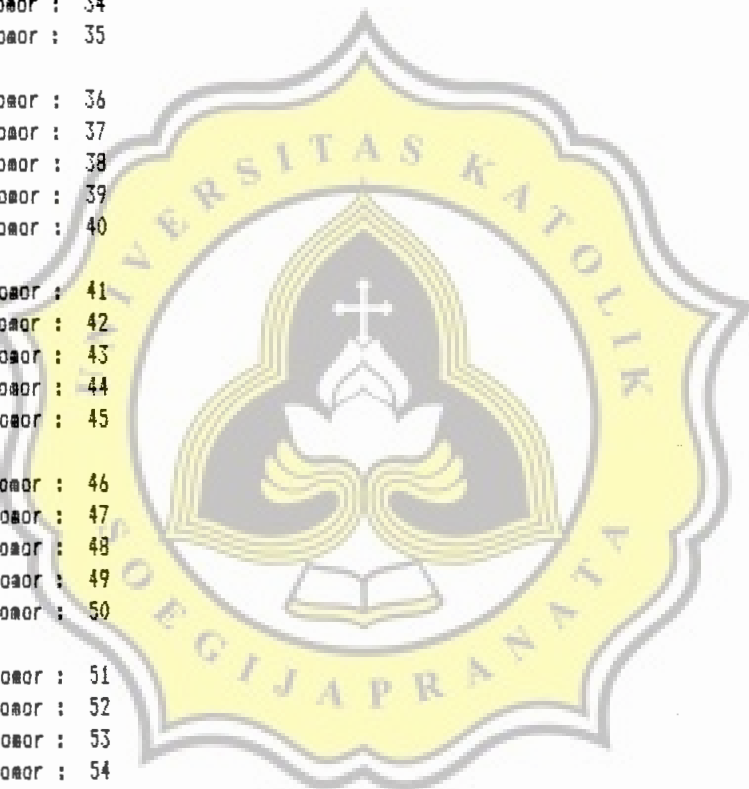 omor : 34
omor : 35
omor : 36
omor : 37
omor : 38
omor : 39
omor : 40
omor : 41
omor : 42
omor : 43
omor : 44
omor : 45
omor : 46
omor : 47
omor : 48
omor : 49
omor : 50
omor : 51
omor : 52
omor : 53
omor : 54
UNIVERSITAS KATOLIK
SOEGIJAPRANATA